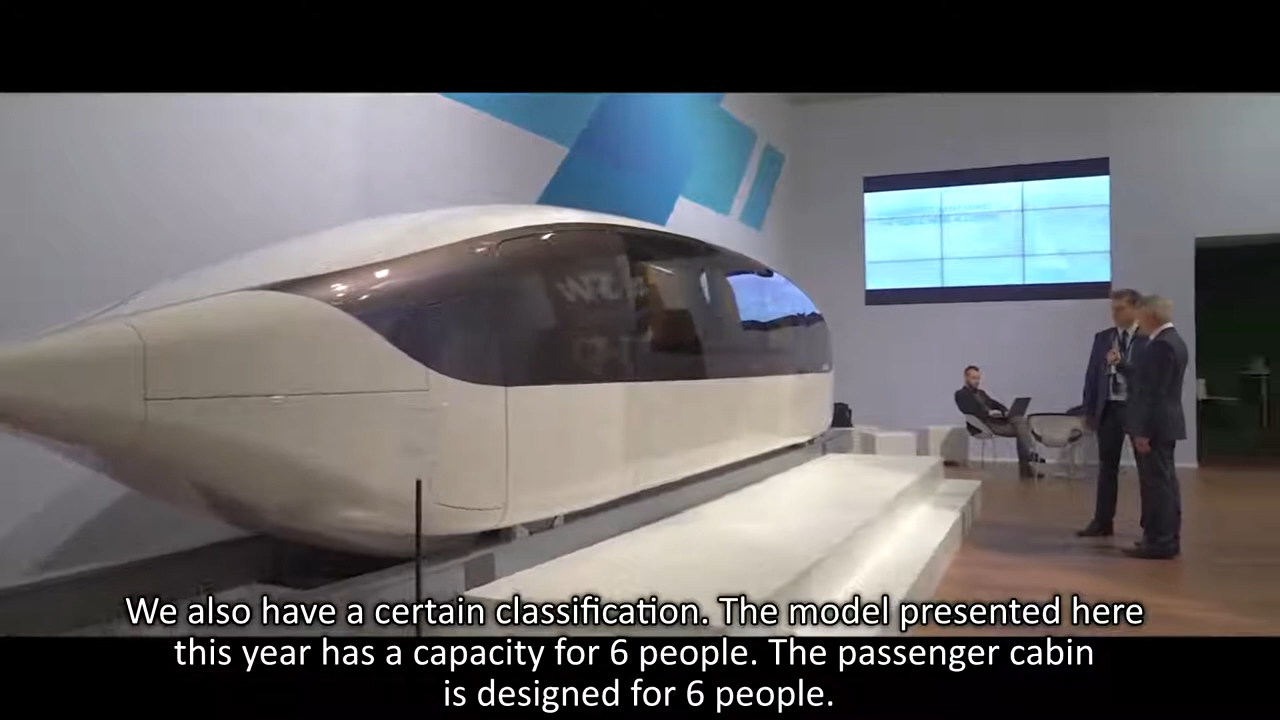 We also have a certain classification. The model presented here
this year has a capacity for 6 people. The passenger cabin
is designed for 6 people.